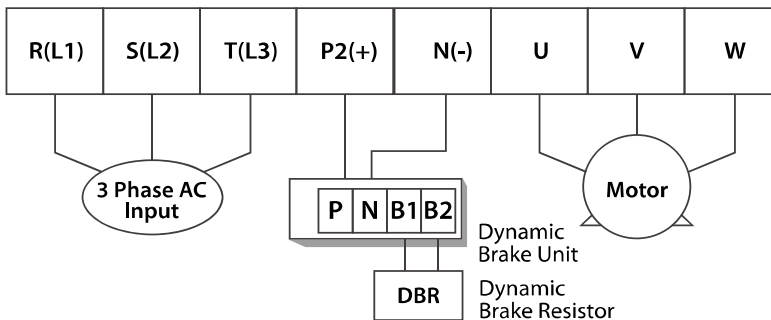 R(L1) S(L2) T(L3) P2(+) N(-) U V W
3 Phase AC
Input
Motor
P N B1 B2
Dynamic
Brake Unit
DBR
Dynamic
Brake Resistor